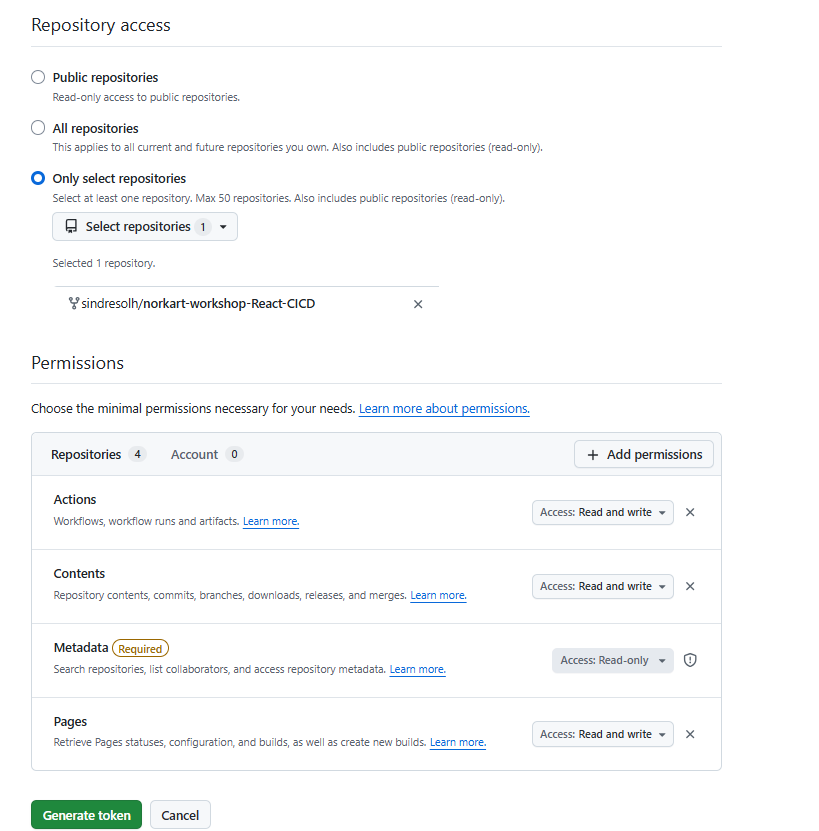 Repository access
Public repositories
Read-only access to public repositories.
All repositories
This applies to all current and future repositories you own. Also includes public repositories (read-only).
Only select repositories
Select at least one repository. Max 50 repositories. Also includes public repositories (read-only).
Select repositories 1
Selected 1 repository.
sindresolh/norkart-workshop-React-CICD
Permissions
Choose the minimal permissions necessary for your needs. Learn more about permissions.
Repositories 4 Account 0 Add permissions
Actions
Workflows, workflow runs and artifacts. Learn more.
Access: Read and write
Contents
Repository contents, commits, branches, downloads, releases, and merges. Learn more.
Access: Read and write
Metadata Required
Search repositories, list collaborators, and access repository metadata. Learn more.
Access: Read-only
Pages
Retrieve Pages statuses, configuration, and builds, as well as create new builds. Learn more.
Access: Read and write
Generate token Cancel